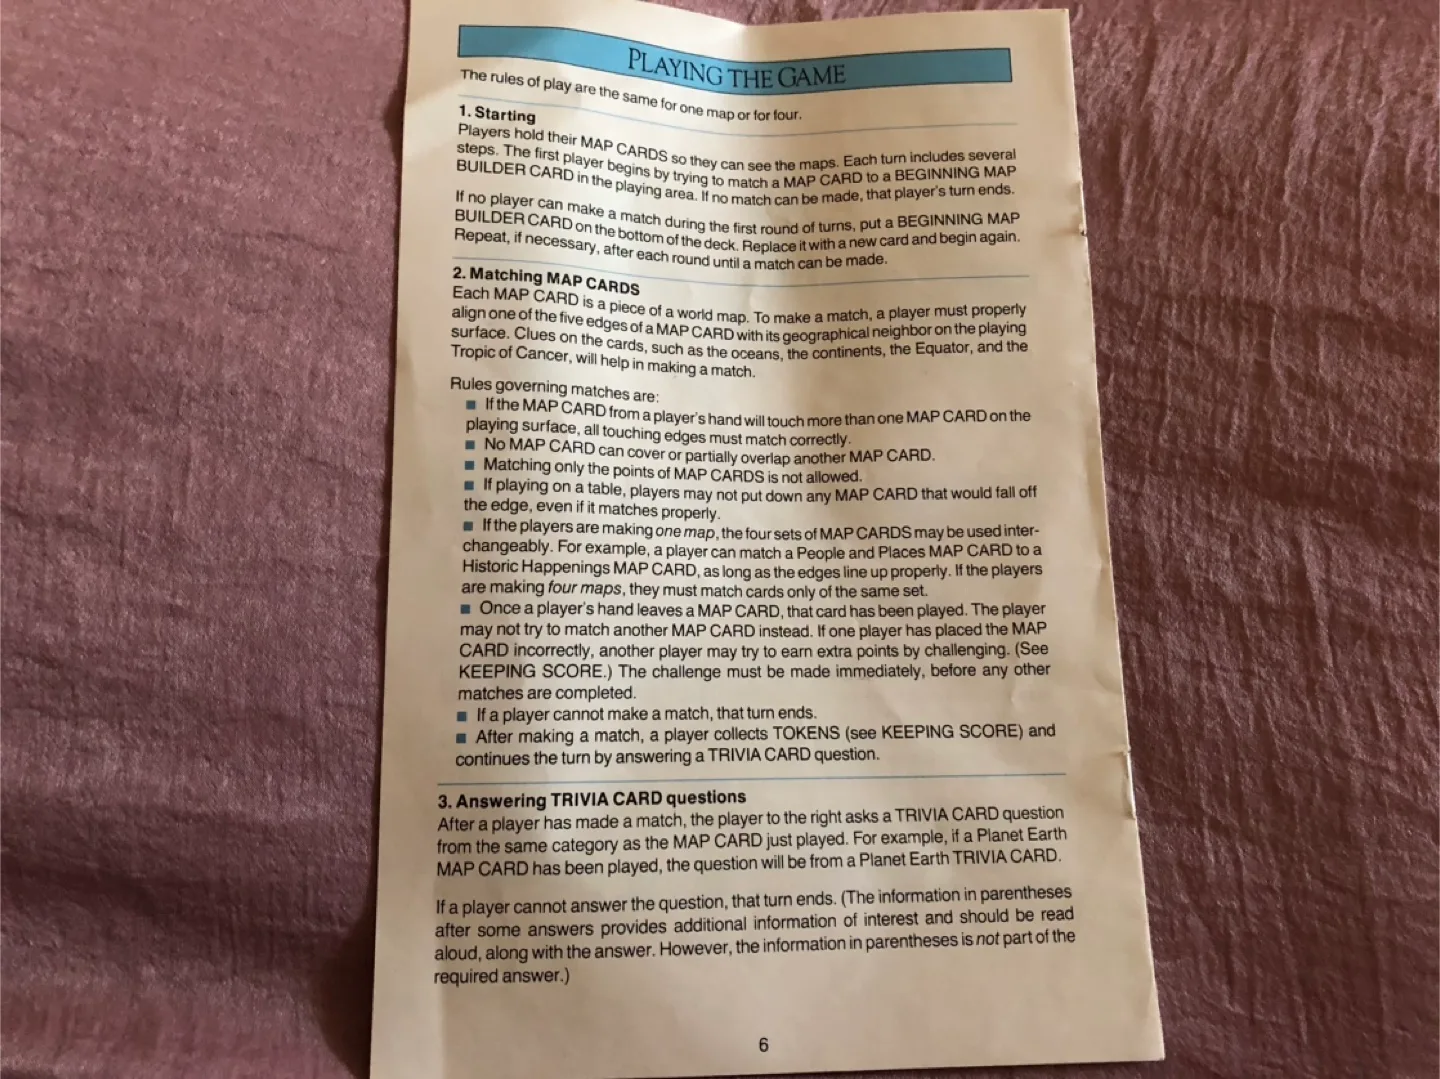 PLAYING THE GAME
The rules of play are the same for one map or for four.
1. Starting
Players hold their MAP CARDS so they can see the maps. Each turn includes several
steps. The first player begins by trying to match a MAP CARD to a BEGINNING MAP
BUILDER CARD in the playing area. If no match can be made, that player's turn ends.
If no player can make a match during the first round of turns, put a BEGINNING MAP
BUILDER CARD on the bottom of the deck. Replace it with a new card and begin again.
Repeat, if necessary, after each round until a match can be made.
2. Matching MAP CARDS
Each MAP CARD is a piece of a world map. To make a match, a player must properly
align one of the five edges of a MAP CARD with its geographical neighbor on the playing
surface. Clues on the cards, such as the oceans, the continents, the Equator, and the
Tropic of Cancer, will help in making a match.
Rules governing matches are:
■ If the MAP CARD from a player's hand will touch more than one MAP CARD on the
playing surface, all touching edges must match correctly.
■ No MAP CARD can cover or partially overlap another MAP CARD.
■ Matching only the points of MAP CARDS is not allowed.
■ If playing on a table, players may not put down any MAP CARD that would fall off
the edge, even if it matches properly.
■ If the players are making one map, the four sets of MAP CARDS may be used inter-
changeably. For example, a player can match a People and Places MAP CARD to a
Historic Happenings MAP CARD, as long as the edges line up properly. If the players
are making four maps, they must match cards only of the same set.
■ Once a player's hand leaves a MAP CARD, that card has been played. The player
may not try to match another MAP CARD instead. If one player has placed the MAP
CARD incorrectly, another player may try to earn extra points by challenging. (See
KEEPING SCORE.) The challenge must be made immediately, before any other
matches are completed.
■ If a player cannot make a match, that turn ends.
■ After making a match, a player collects TOKENS (see KEEPING SCORE) and
continues the turn by answering a TRIVIA CARD question.
3. Answering TRIVIA CARD questions
After a player has made a match, the player to the right asks a TRIVIA CARD question
from the same category as the MAP CARD just played. For example, if a Planet Earth
MAP CARD has been played, the question will be from a Planet Earth TRIVIA CARD.
If a player cannot answer the question, that turn ends. (The information in parentheses
after some answers provides additional information of interest and should be read
aloud, along with the answer. However, the information in parentheses is not part of the
required answer.)
6